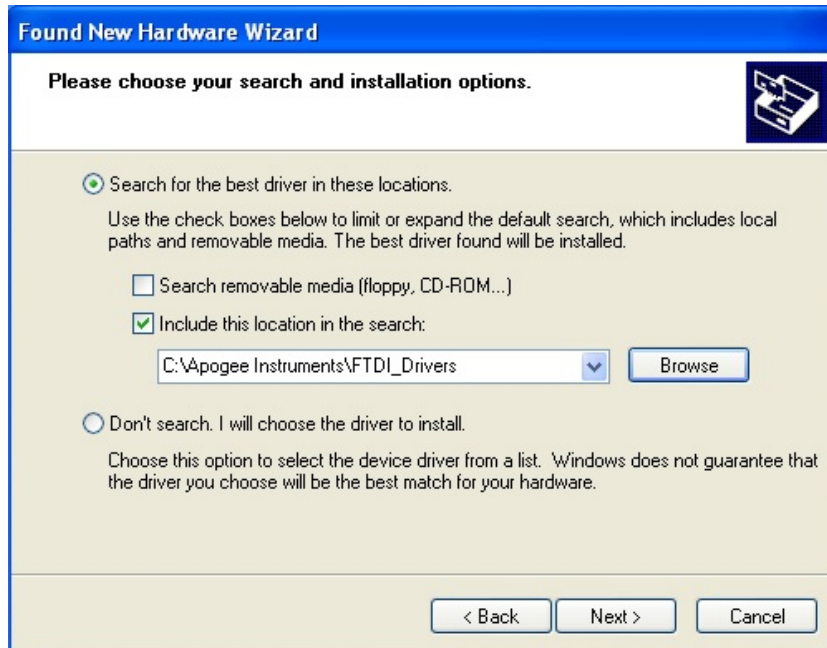 Found New Hardware Wizard
Please choose your search and installation options.
Search for the best driver in these locations.
Use the check boxes below to limit or expand the default search, which includes local
paths and removable media. The best driver found will be installed.
Search removable media (floppy, CD-ROM...)
Include this location in the search:
C:\Apogee Instruments\FTDI_Drivers
Browse
Don't search. I will choose the driver to install.
Choose this option to select the device driver from a list. Windows does not guarantee that
the driver you choose will be the best match for your hardware.
< Back Next > Cancel